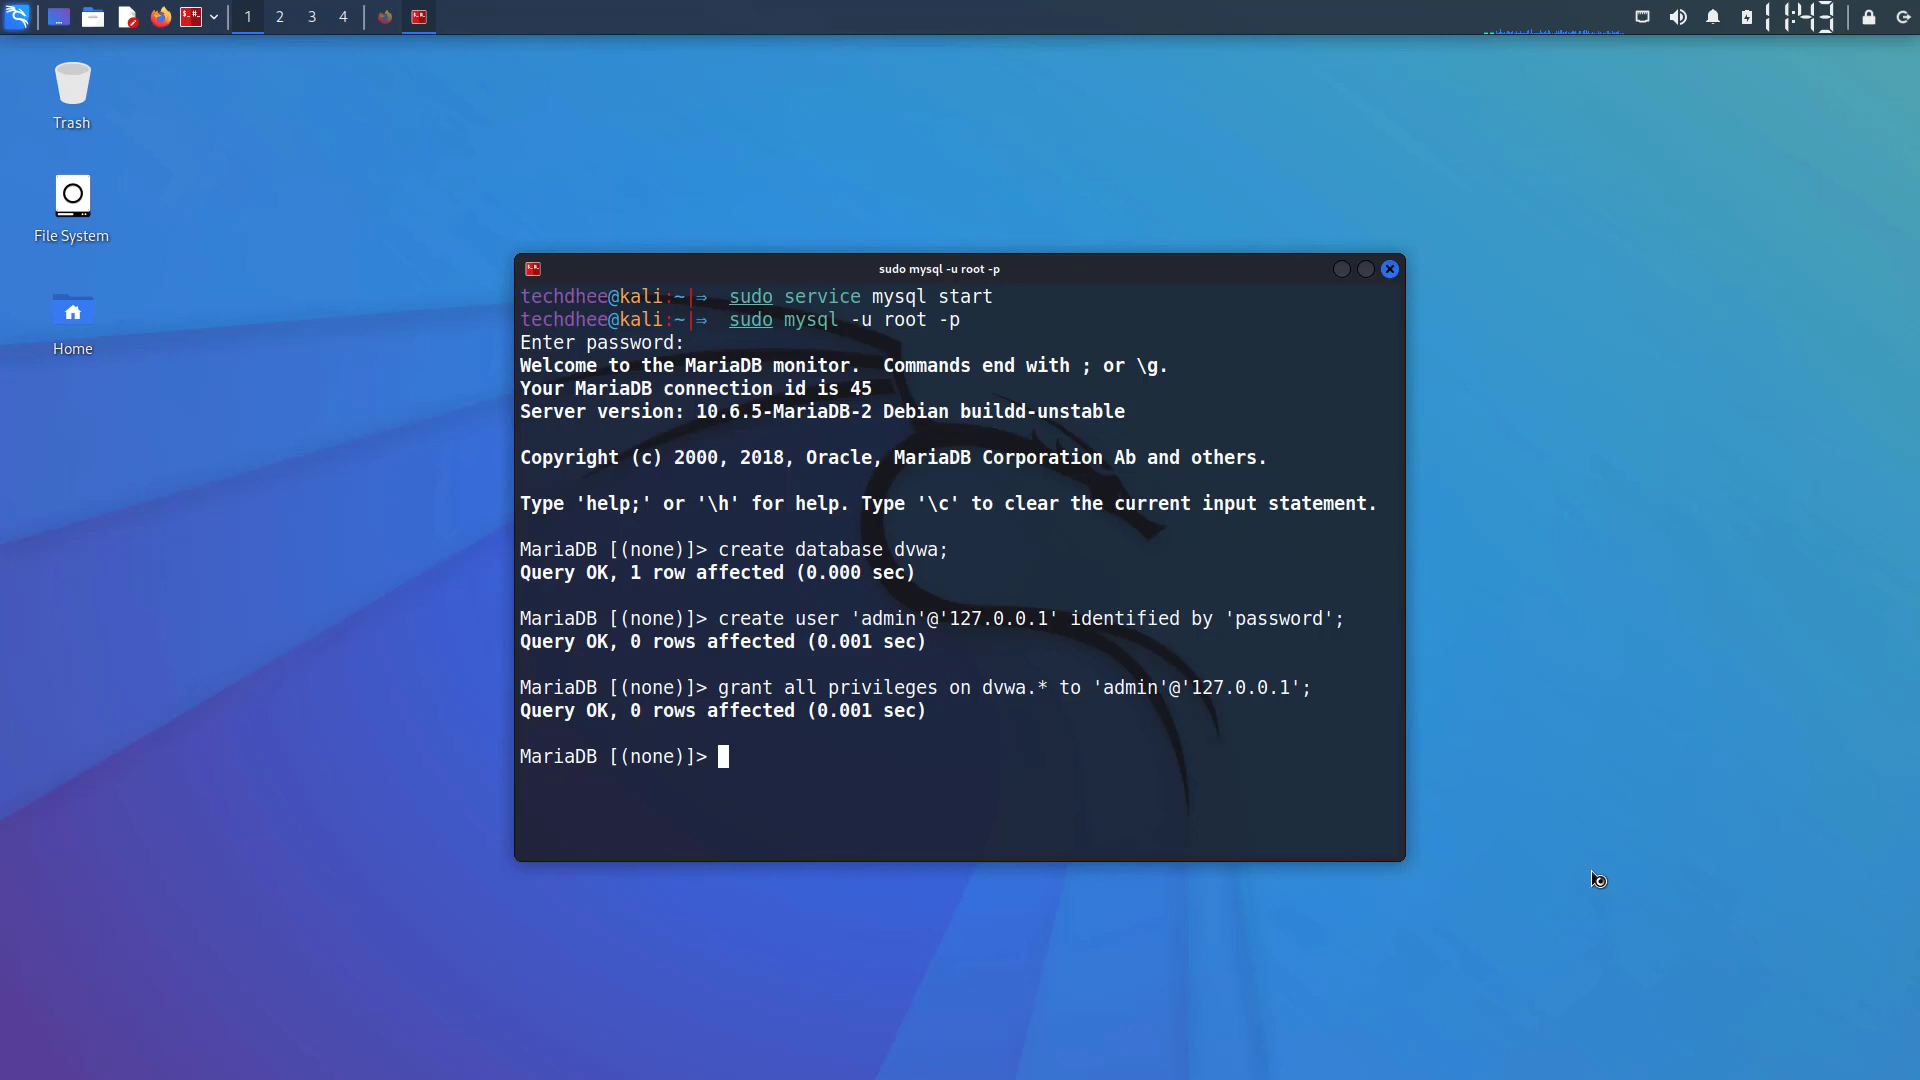 1 2 3 4
11:43
Trash
File System
Home
sudo mysql -u root -p
techdhee@kali:~|⇒  sudo service mysql start
techdhee@kali:~|⇒  sudo mysql -u root -p
Enter password:
Welcome to the MariaDB monitor.  Commands end with ; or \g.
Your MariaDB connection id is 45
Server version: 10.6.5-MariaDB-2 Debian buildd-unstable
Copyright (c) 2000, 2018, Oracle, MariaDB Corporation Ab and others.
Type 'help;' or '\h' for help. Type '\c' to clear the current input statement.
MariaDB [(none)]> create database dvwa;
Query OK, 1 row affected (0.000 sec)
MariaDB [(none)]> create user 'admin'@'127.0.0.1' identified by 'password';
Query OK, 0 rows affected (0.001 sec)
MariaDB [(none)]> grant all privileges on dvwa.* to 'admin'@'127.0.0.1';
Query OK, 0 rows affected (0.001 sec)
MariaDB [(none)]>